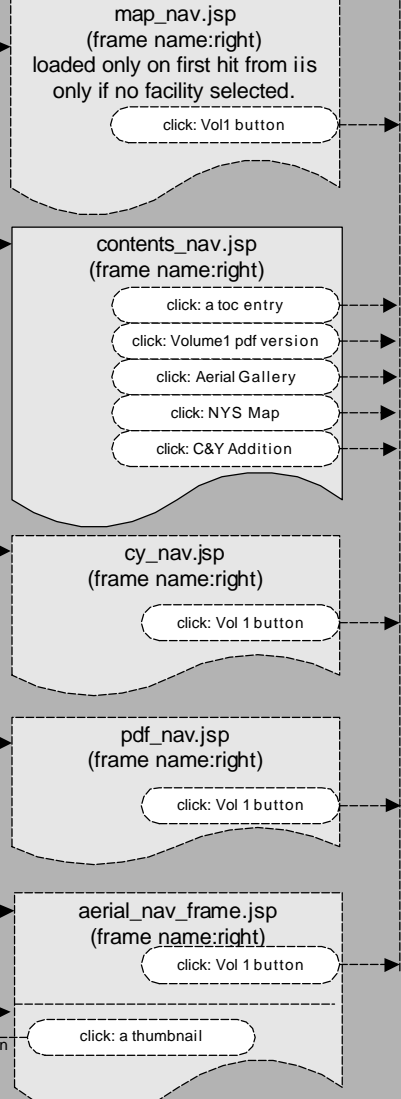 map_nav.jsp
(frame name:right)
loaded only on first hit from iis
only if no facility selected.
click: Vol1 button
contents_nav.jsp
(frame name:right)
click: a toc entry
click: Volume1 pdf version
click: Aerial Gallery
click: NYS Map
click: C&Y Addition
cy_nav.jsp
(frame name:right)
click: Vol 1 button
pdf_nav.jsp
(frame name:right)
click: Vol 1 button
aerial_nav_frame.jsp
(frame name:right)
click: Vol 1 button
click: a thumbnail